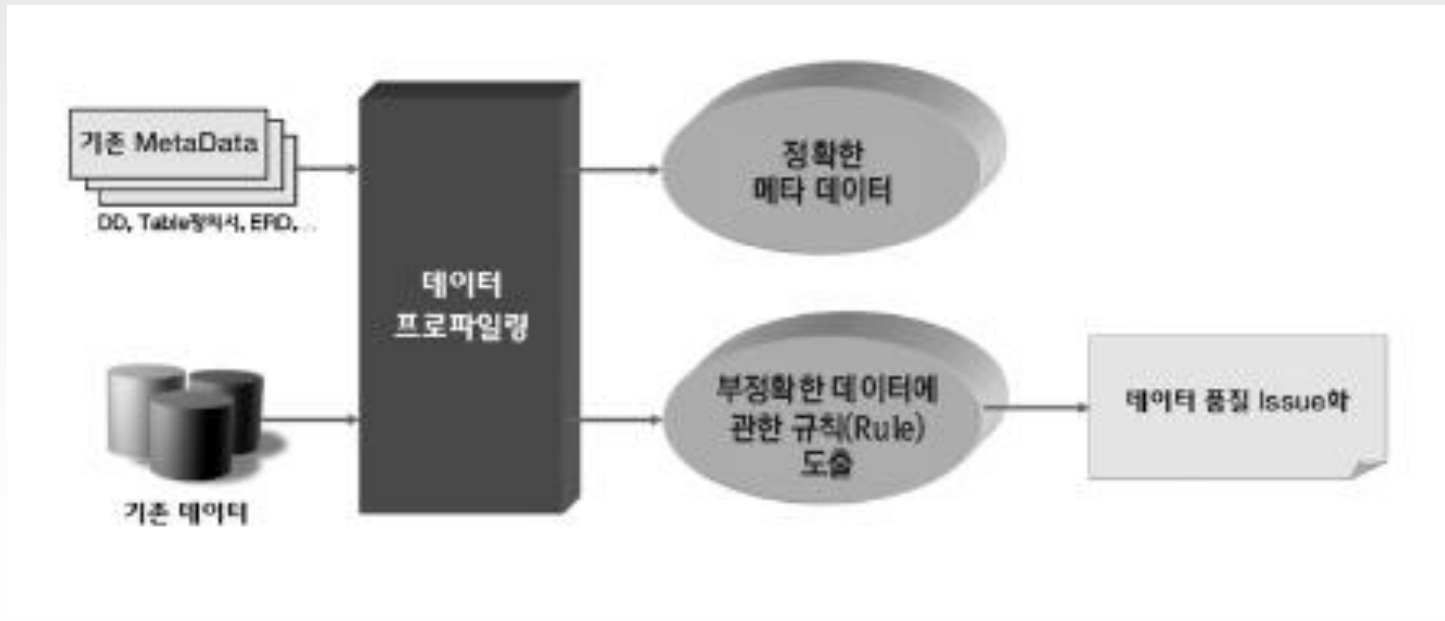 기존 MetaData
DD, Table정의서, ERD, ...
데이터
프로파일링
정확한
메타 데이터
부정확한 데이터에
관한 규칙(Rule)
도출
데이터 품질 Issue화
기존 데이터